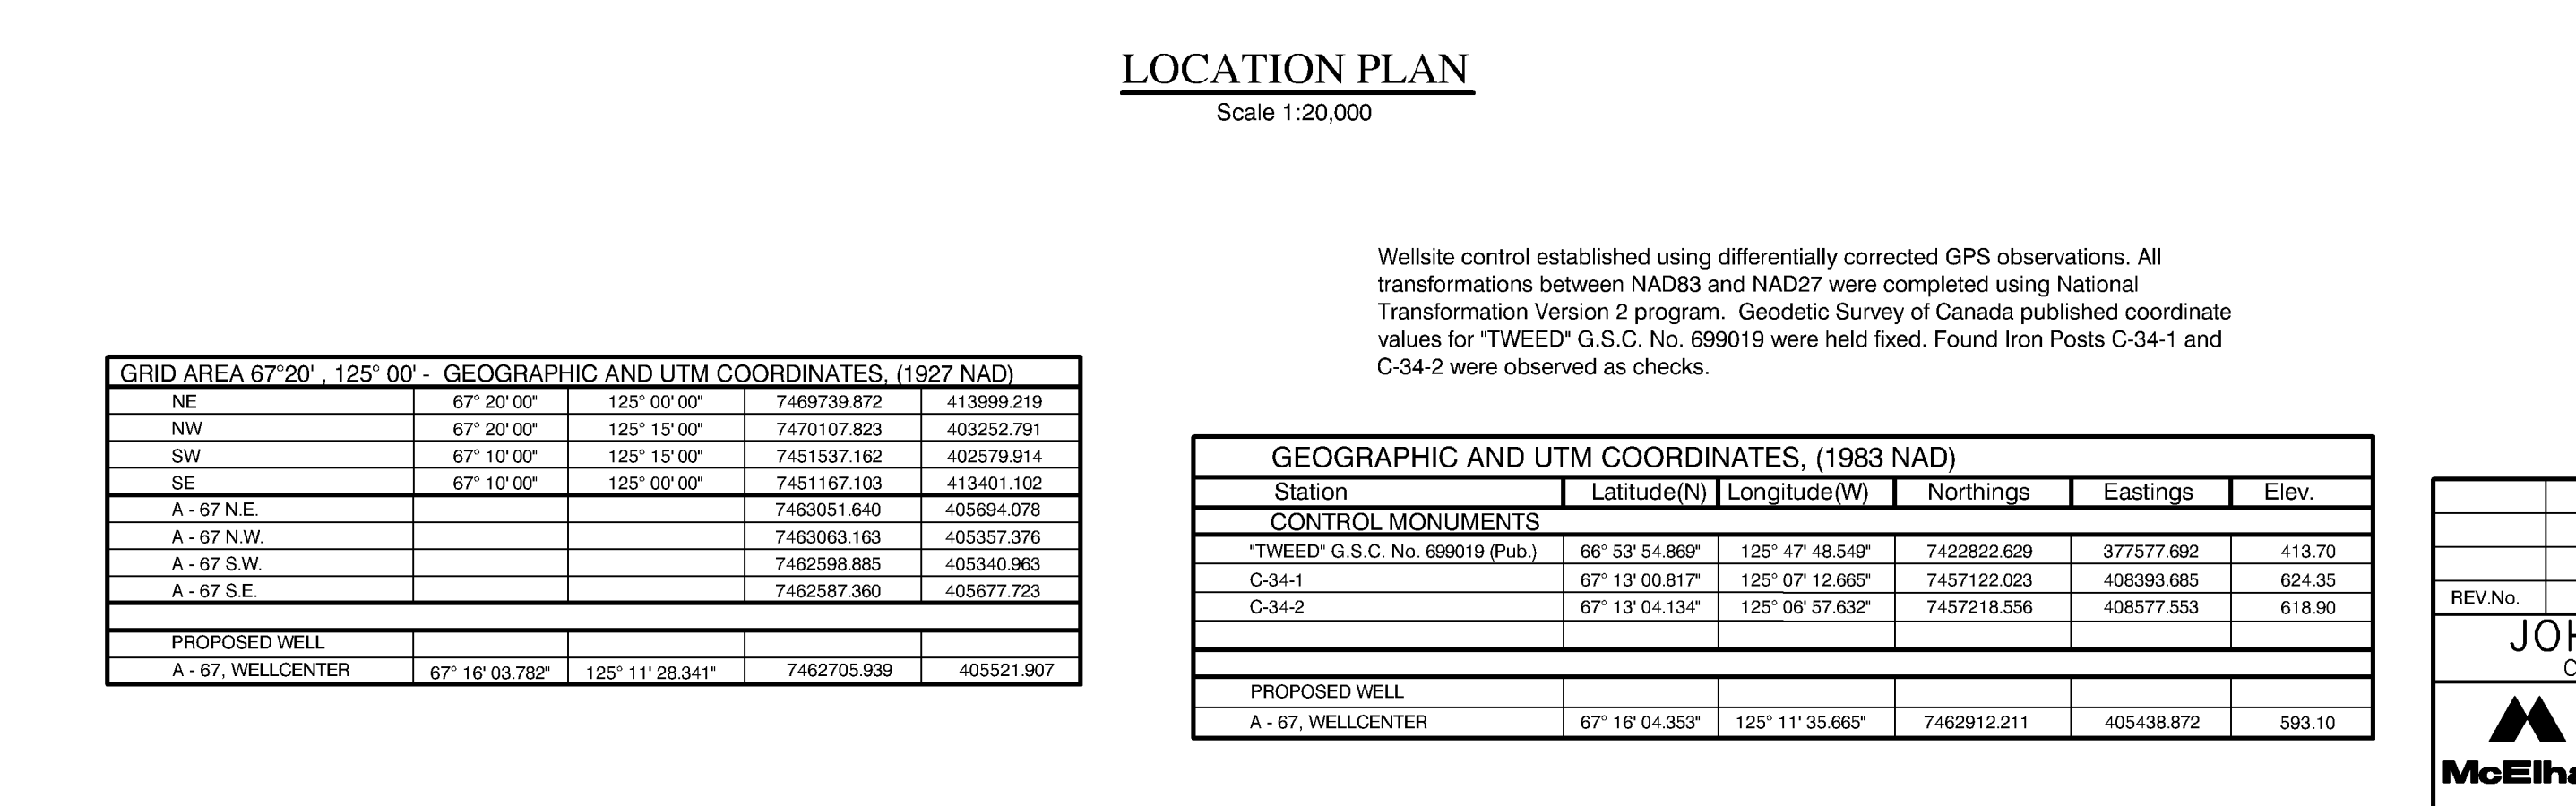 LOCATION PLAN
Scale 1:20,000
Wellsite control established using differentially corrected GPS observations. All
transformations between NAD83 and NAD27 were completed using National
Transformation Version 2 program. Geodetic Survey of Canada published coordinate
values for "TWEED" G.S.C. No. 699019 were held fixed. Found Iron Posts C-34-1 and
C-34-2 were observed as checks.
GRID AREA 67°20' , 125° 00' - GEOGRAPHIC AND UTM COORDINATES, (1927 NAD)
NE 67° 20' 00" 125° 00' 00" 7469739.872 413999.219
NW 67° 20' 00" 125° 15' 00" 7470107.823 403252.791
SW 67° 10' 00" 125° 15' 00" 7451537.162 402579.914
SE 67° 10' 00" 125° 00' 00" 7451167.103 413401.102
A - 67 N.E. 7463051.640 405694.078
A - 67 N.W. 7463063.163 405357.376
A - 67 S.W. 7462598.885 405340.963
A - 67 S.E. 7462587.360 405677.723
PROPOSED WELL
A - 67, WELLCENTER 67° 16' 03.782" 125° 11' 28.341" 7462705.939 405521.907
GEOGRAPHIC AND UTM COORDINATES, (1983 NAD)
Station Latitude(N) Longitude(W) Northings Eastings Elev.
CONTROL MONUMENTS
"TWEED" G.S.C. No. 699019 (Pub.) 66° 53' 54.869" 125° 47' 48.549" 7422822.629 377577.692 413.70
C-34-1 67° 13' 00.817" 125° 07' 12.665" 7457122.023 408393.685 624.35
C-34-2 67° 13' 04.134" 125° 06' 57.632" 7457218.556 408577.553 618.90
PROPOSED WELL
A - 67, WELLCENTER 67° 16' 04.353" 125° 11' 35.665" 7462912.211 405438.872 593.10
REV.No.
JOH
C
McElha